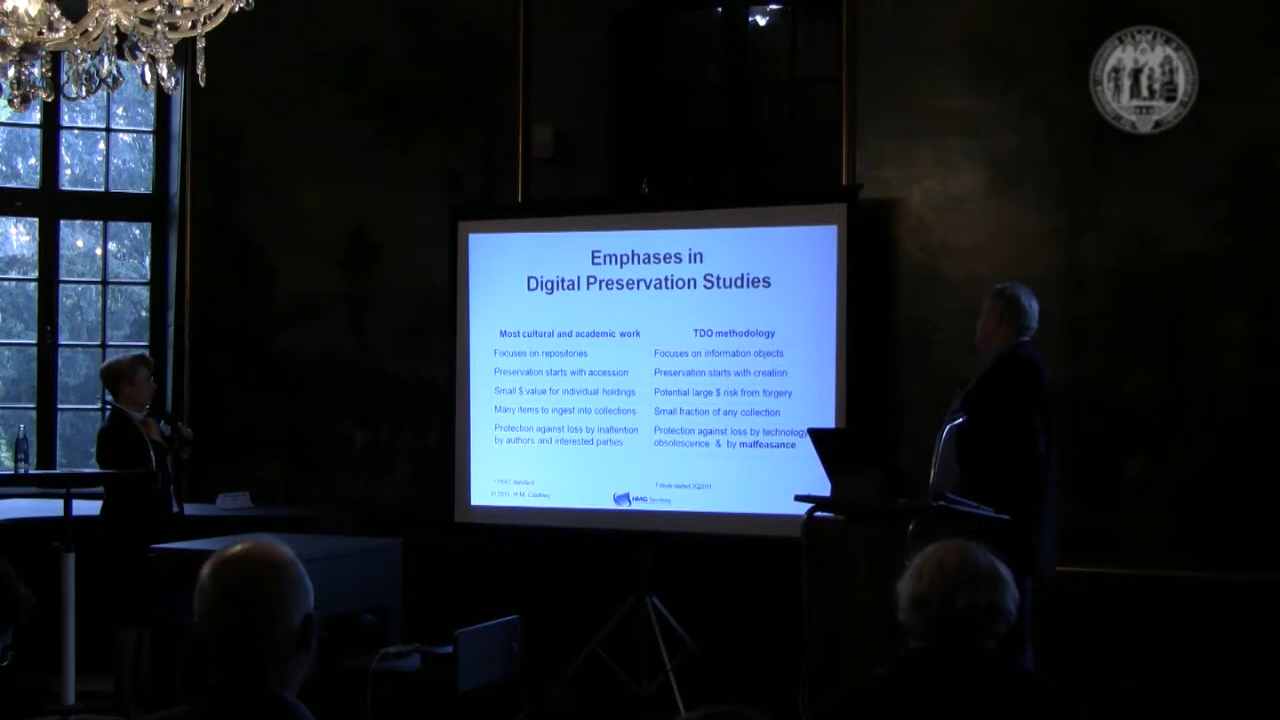 Emphases in
Digital Preservation Studies
Most cultural and academic work
Focuses on repositories
Preservation starts with accession
Small $ value for individual holdings
Many items to ingest into collections
Protection against loss by inattention
by authors and interested parties
TDO methodology
Focuses on information objects
Preservation starts with creation
Potential large $ risk from forgery
Small fraction of any collection
Protection against loss by technology
obsolescence & by malfeasance
© 2011, H.M. Gladney
HMG